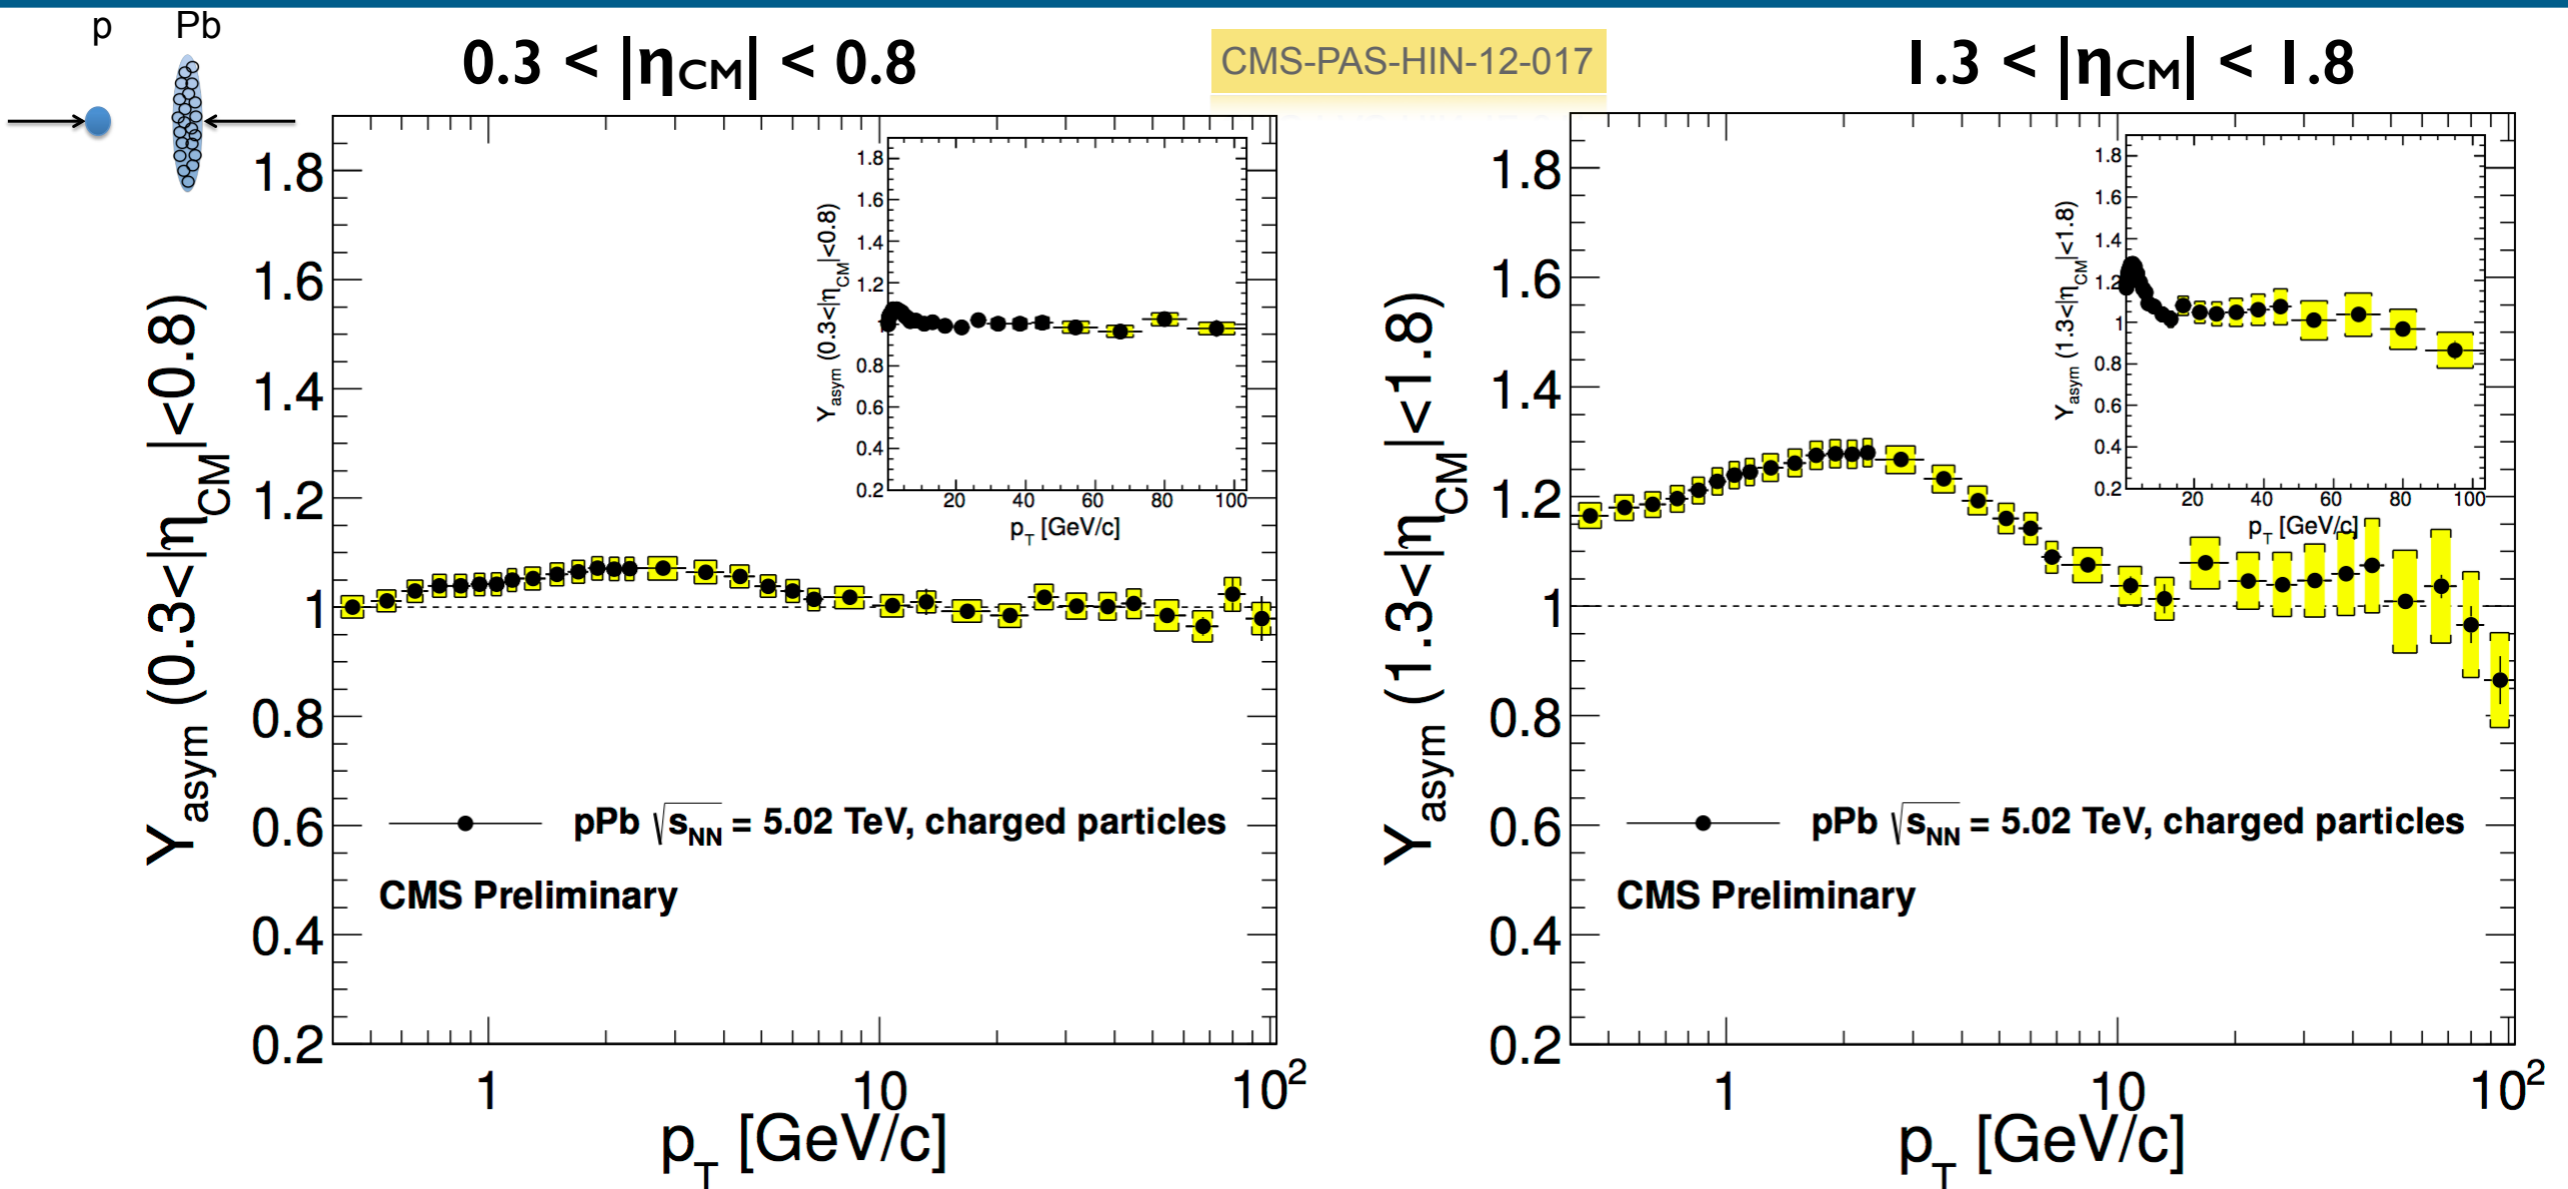 p Pb
0.3 < |ηCM| < 0.8
CMS-PAS-HIN-12-017
1.3 < |ηCM| < 1.8
Yasym (0.3<|ηCM|<0.8)
1.8
1.6
1.4
1.2
1
0.8
0.6
0.4
0.2
1 10 10²
pT [GeV/c]
pPb √sNN = 5.02 TeV, charged particles
CMS Preliminary
Yasym (0.3<|ηCM|<0.8)
1.8
1.6
1.4
1.2
1
0.8
0.6
0.4
0.2
20 40 60 80 100
pT [GeV/c]
Yasym (1.3<|ηCM|<1.8)
1.8
1.6
1.4
1.2
1
0.8
0.6
0.4
0.2
1 10 10²
pT [GeV/c]
pPb √sNN = 5.02 TeV, charged particles
CMS Preliminary
Yasym (1.3<|ηCM|<1.8)
1.8
1.6
1.4
1.2
1
0.8
0.6
0.4
0.2
20 40 60 80 100
pT [GeV/c]